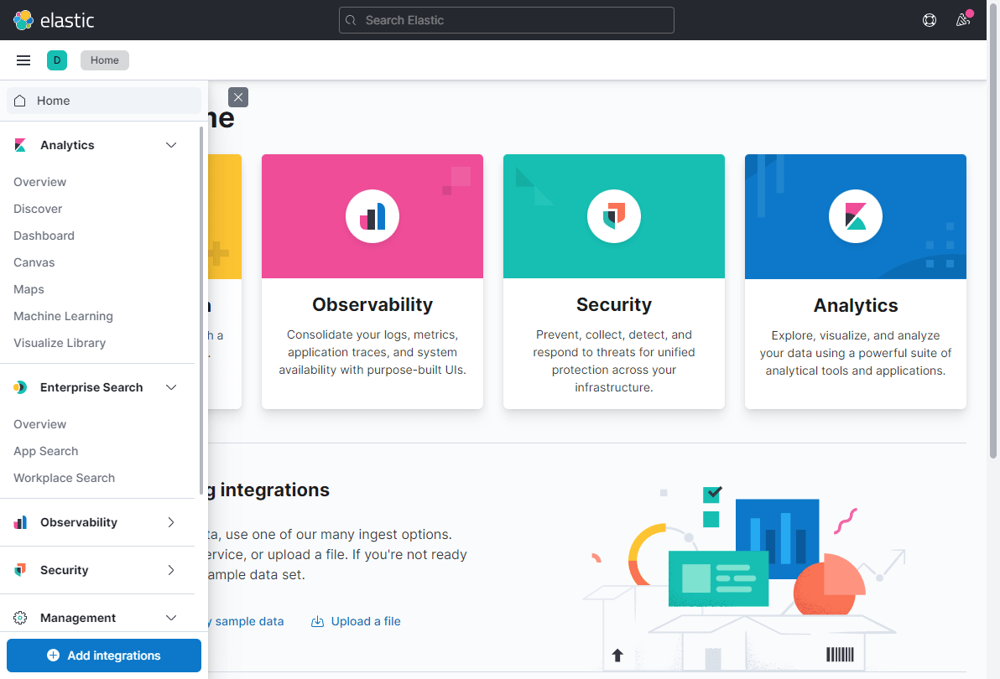 elastic
Search Elastic
D
Home
Home
Analytics
Overview
Discover
Dashboard
Canvas
Maps
Machine Learning
Visualize Library
Enterprise Search
Overview
App Search
Workplace Search
Observability
Security
Management
Add integrations
Observability
Consolidate your logs, metrics,
application traces, and system
availability with purpose-built UIs.
Security
Prevent, collect, detect, and
respond to threats for unified
protection across your
infrastructure.
Analytics
Explore, visualize, and analyze
your data using a powerful suite of
analytical tools and applications.
integrations
use one of our many ingest options.
or upload a file. If you're not ready
data set.
sample data
Upload a file